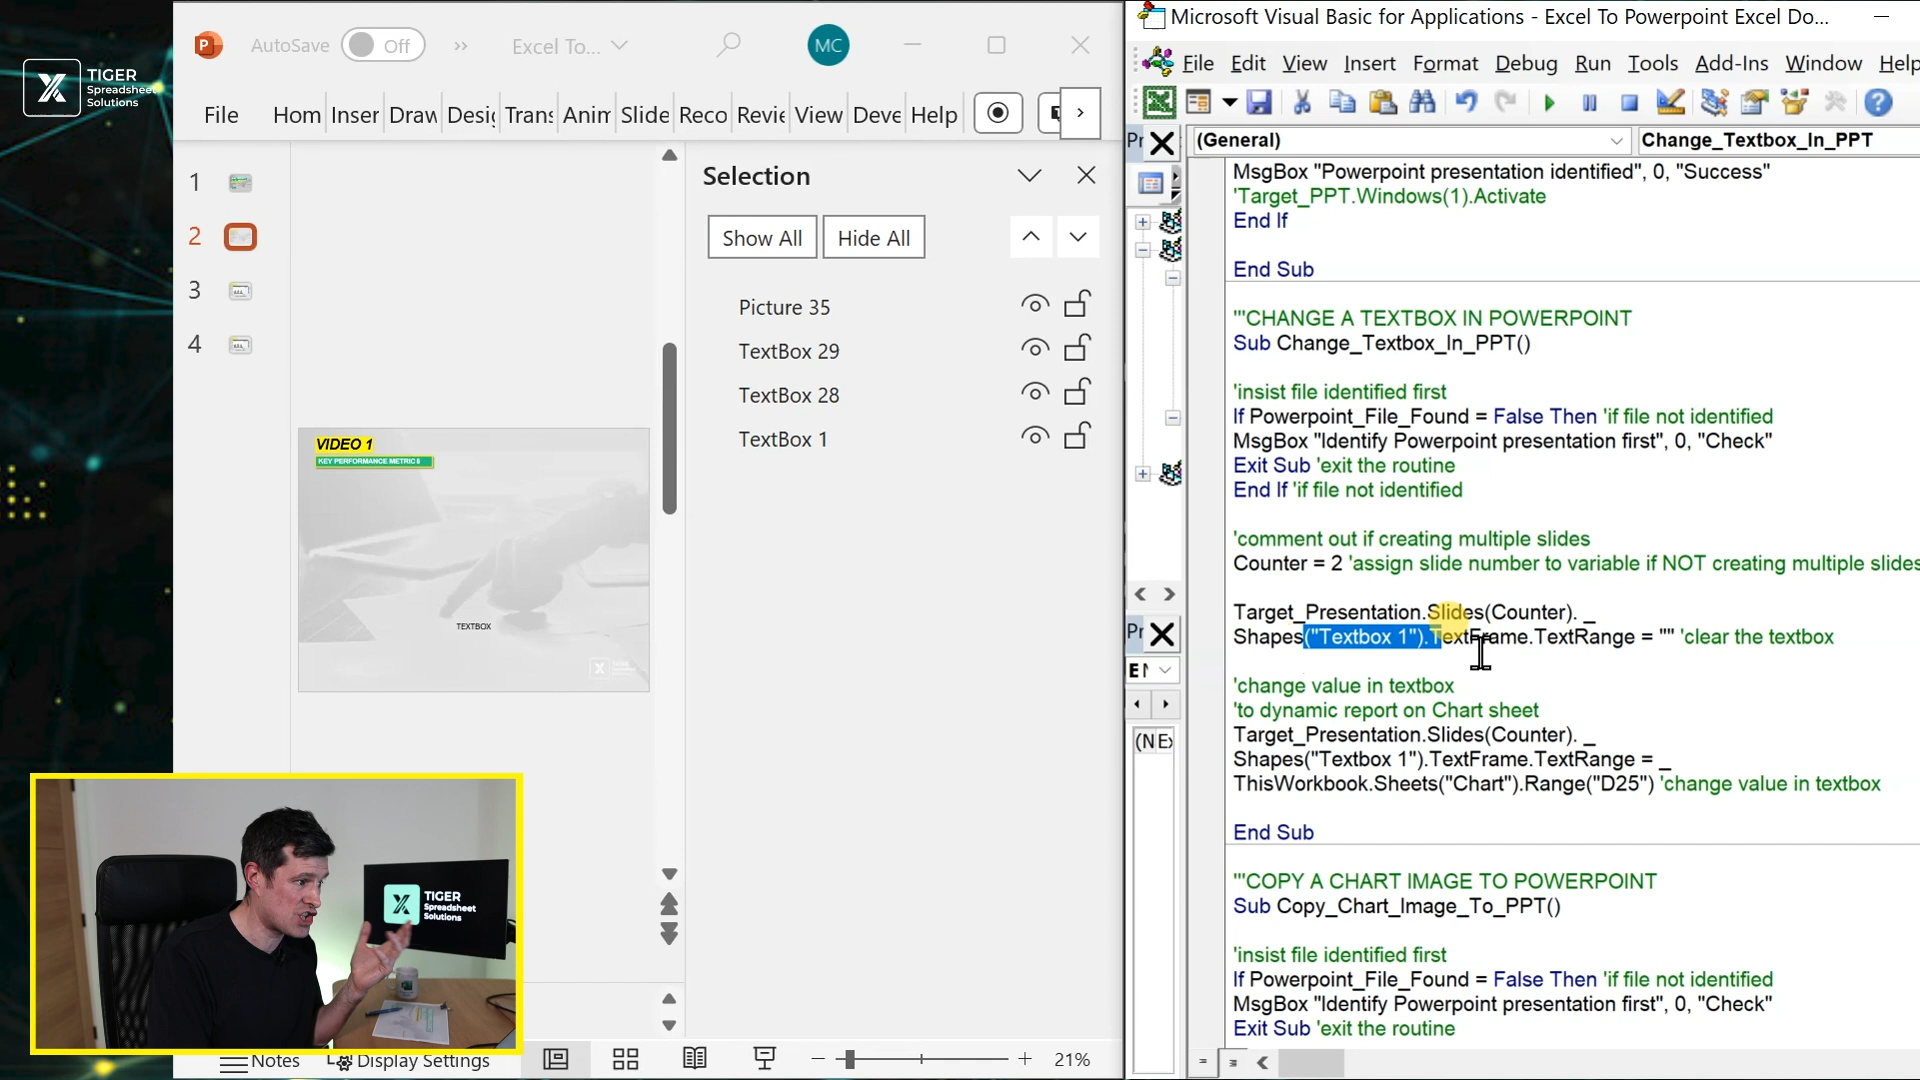 TIGER
Spreadsheet
Solutions
AutoSave
Off
Excel To...
MC
File
Hom
Inser
Draw
Desig
Trans
Anim
Slide
Reco
Revie
View
Deve
Help
1
2
3
4
Selection
Show All
Hide All
Picture 35
TextBox 29
TextBox 28
TextBox 1
VIDEO 1
KEY PERFORMANCE METRIC II
TEXTBOX
TIGER
Spreadsheet
Solutions
Notes
Display Settings
21%
Microsoft Visual Basic for Applications - Excel To Powerpoint Excel Do...
File Edit View Insert Format Debug Run Tools Add-Ins Window Help
Pr
(General)
Change_Textbox_In_PPT
MsgBox "Powerpoint presentation identified", 0, "Success"
'Target_PPT.Windows(1).Activate
End If
End Sub
'''CHANGE A TEXTBOX IN POWERPOINT
Sub Change_Textbox_In_PPT()
'insist file identified first
If Powerpoint_File_Found = False Then 'if file not identified
MsgBox "Identify Powerpoint presentation first", 0, "Check"
Exit Sub 'exit the routine
End If 'if file not identified
'comment out if creating multiple slides
Counter = 2 'assign slide number to variable if NOT creating multiple slides
Target_Presentation.Slides(Counter). _
Shapes("Textbox 1").TextFrame.TextRange = "" 'clear the textbox
'change value in textbox
'to dynamic report on Chart sheet
Target_Presentation.Slides(Counter). _
Shapes("Textbox 1").TextFrame.TextRange = _
ThisWorkbook.Sheets("Chart").Range("D25") 'change value in textbox
End Sub
'''COPY A CHART IMAGE TO POWERPOINT
Sub Copy_Chart_Image_To_PPT()
'insist file identified first
If Powerpoint_File_Found = False Then 'if file not identified
MsgBox "Identify Powerpoint presentation first", 0, "Check"
Exit Sub 'exit the routine
Pr